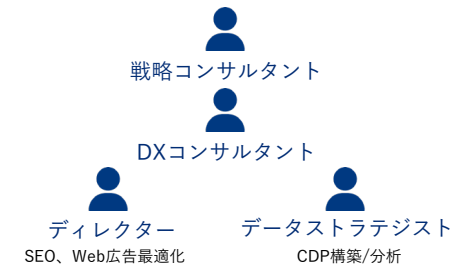 戦略コンサルタント
DXコンサルタント
ディレクター
SEO、Web広告最適化
データストラテジスト
CDP構築/分析